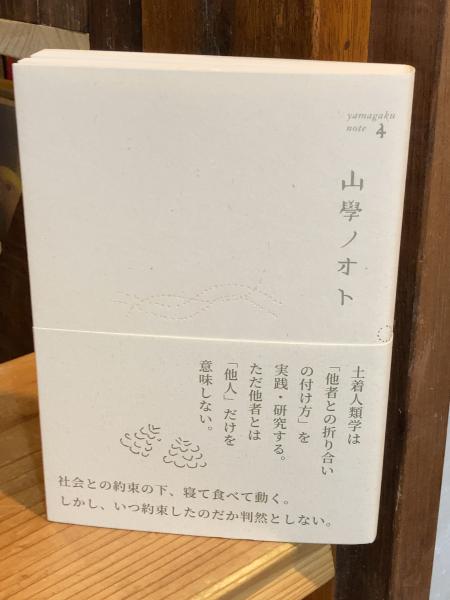 yamagaku
note 4
山學ノオト
土着人類学は
「他者との折り合い
の付け方」を
実践・研究する。
ただ他者とは
「他人」だけを
意味しない。
社会との約束の下、寝て食べて動く。
しかし、いつ約束したのだか判然としない。